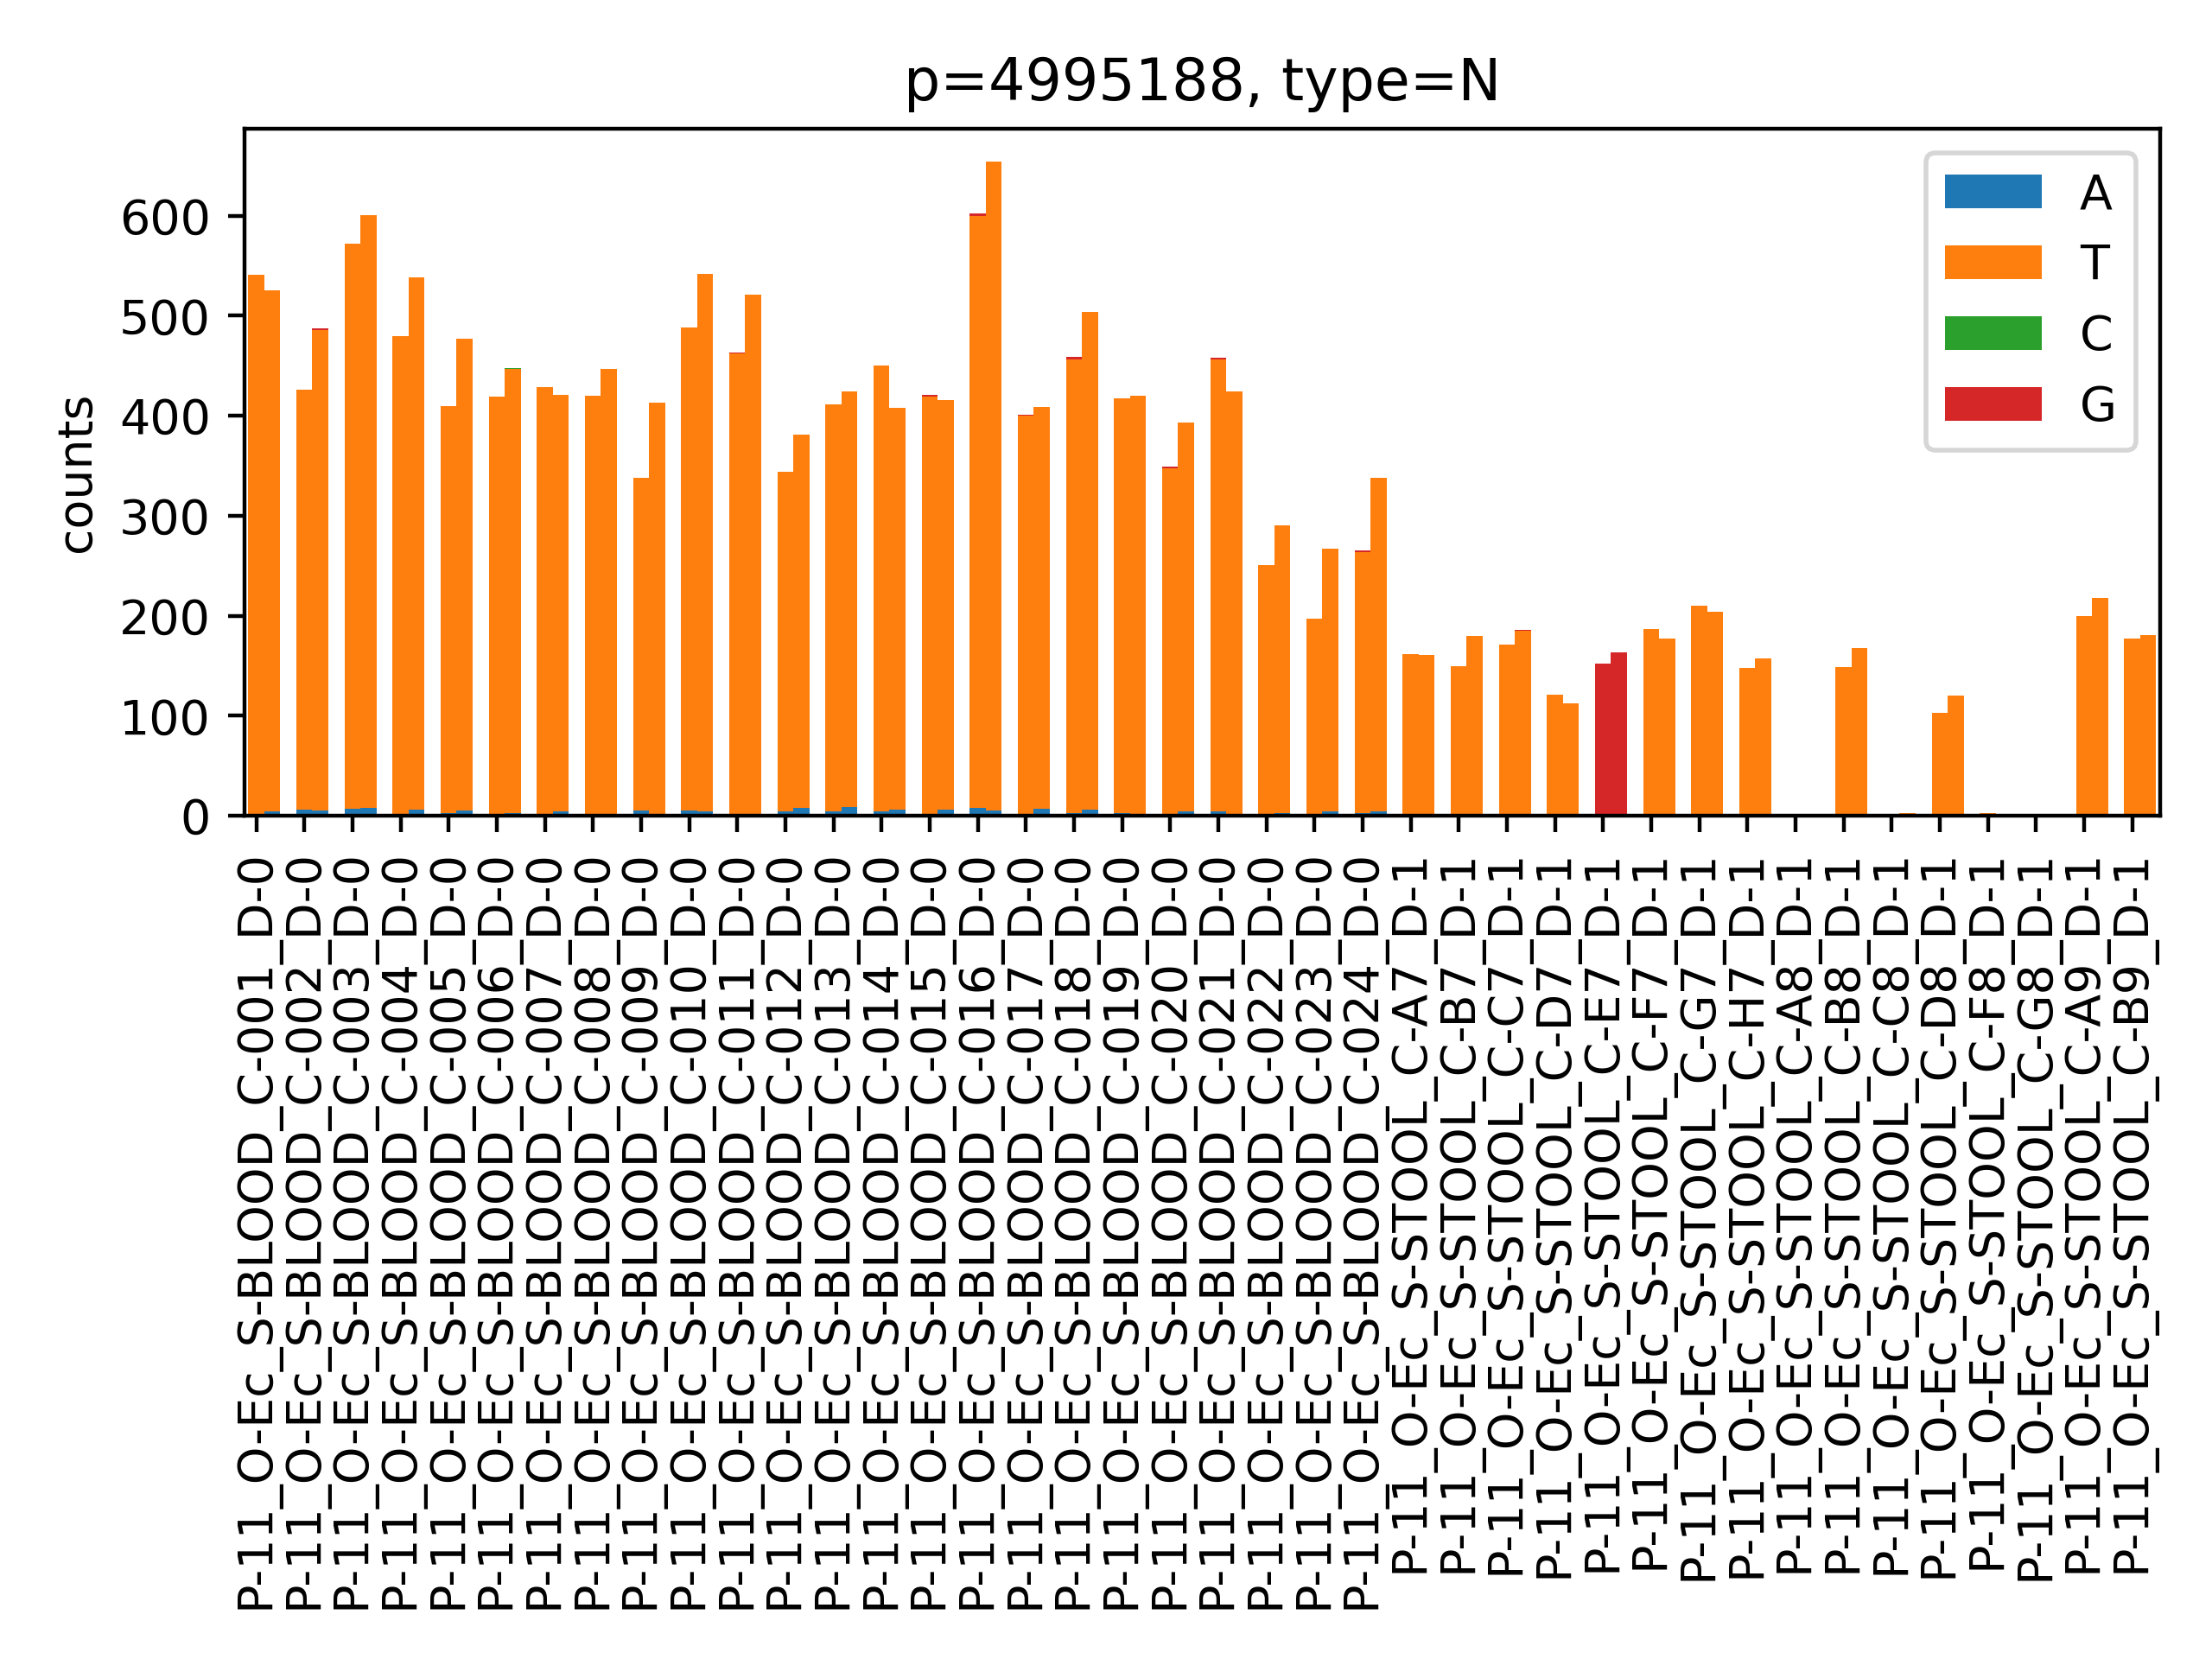 p=4995188, type=N
A
T
C
G
counts
600
500
400
300
200
100
0
P-11_O-Ec_S-BLOOD_C-001_D-0
P-11_O-Ec_S-BLOOD_C-002_D-0
P-11_O-Ec_S-BLOOD_C-003_D-0
P-11_O-Ec_S-BLOOD_C-004_D-0
P-11_O-Ec_S-BLOOD_C-005_D-0
P-11_O-Ec_S-BLOOD_C-006_D-0
P-11_O-Ec_S-BLOOD_C-007_D-0
P-11_O-Ec_S-BLOOD_C-008_D-0
P-11_O-Ec_S-BLOOD_C-009_D-0
P-11_O-Ec_S-BLOOD_C-010_D-0
P-11_O-Ec_S-BLOOD_C-011_D-0
P-11_O-Ec_S-BLOOD_C-012_D-0
P-11_O-Ec_S-BLOOD_C-013_D-0
P-11_O-Ec_S-BLOOD_C-014_D-0
P-11_O-Ec_S-BLOOD_C-015_D-0
P-11_O-Ec_S-BLOOD_C-016_D-0
P-11_O-Ec_S-BLOOD_C-017_D-0
P-11_O-Ec_S-BLOOD_C-018_D-0
P-11_O-Ec_S-BLOOD_C-019_D-0
P-11_O-Ec_S-BLOOD_C-020_D-0
P-11_O-Ec_S-BLOOD_C-021_D-0
P-11_O-Ec_S-BLOOD_C-022_D-0
P-11_O-Ec_S-BLOOD_C-023_D-0
P-11_O-Ec_S-BLOOD_C-024_D-0
P-11_O-Ec_S-STOOL_C-A7_D-1
P-11_O-Ec_S-STOOL_C-B7_D-1
P-11_O-Ec_S-STOOL_C-C7_D-1
P-11_O-Ec_S-STOOL_C-D7_D-1
P-11_O-Ec_S-STOOL_C-E7_D-1
P-11_O-Ec_S-STOOL_C-F7_D-1
P-11_O-Ec_S-STOOL_C-G7_D-1
P-11_O-Ec_S-STOOL_C-H7_D-1
P-11_O-Ec_S-STOOL_C-A8_D-1
P-11_O-Ec_S-STOOL_C-B8_D-1
P-11_O-Ec_S-STOOL_C-C8_D-1
P-11_O-Ec_S-STOOL_C-D8_D-1
P-11_O-Ec_S-STOOL_C-F8_D-1
P-11_O-Ec_S-STOOL_C-G8_D-1
P-11_O-Ec_S-STOOL_C-A9_D-1
P-11_O-Ec_S-STOOL_C-B9_D-1